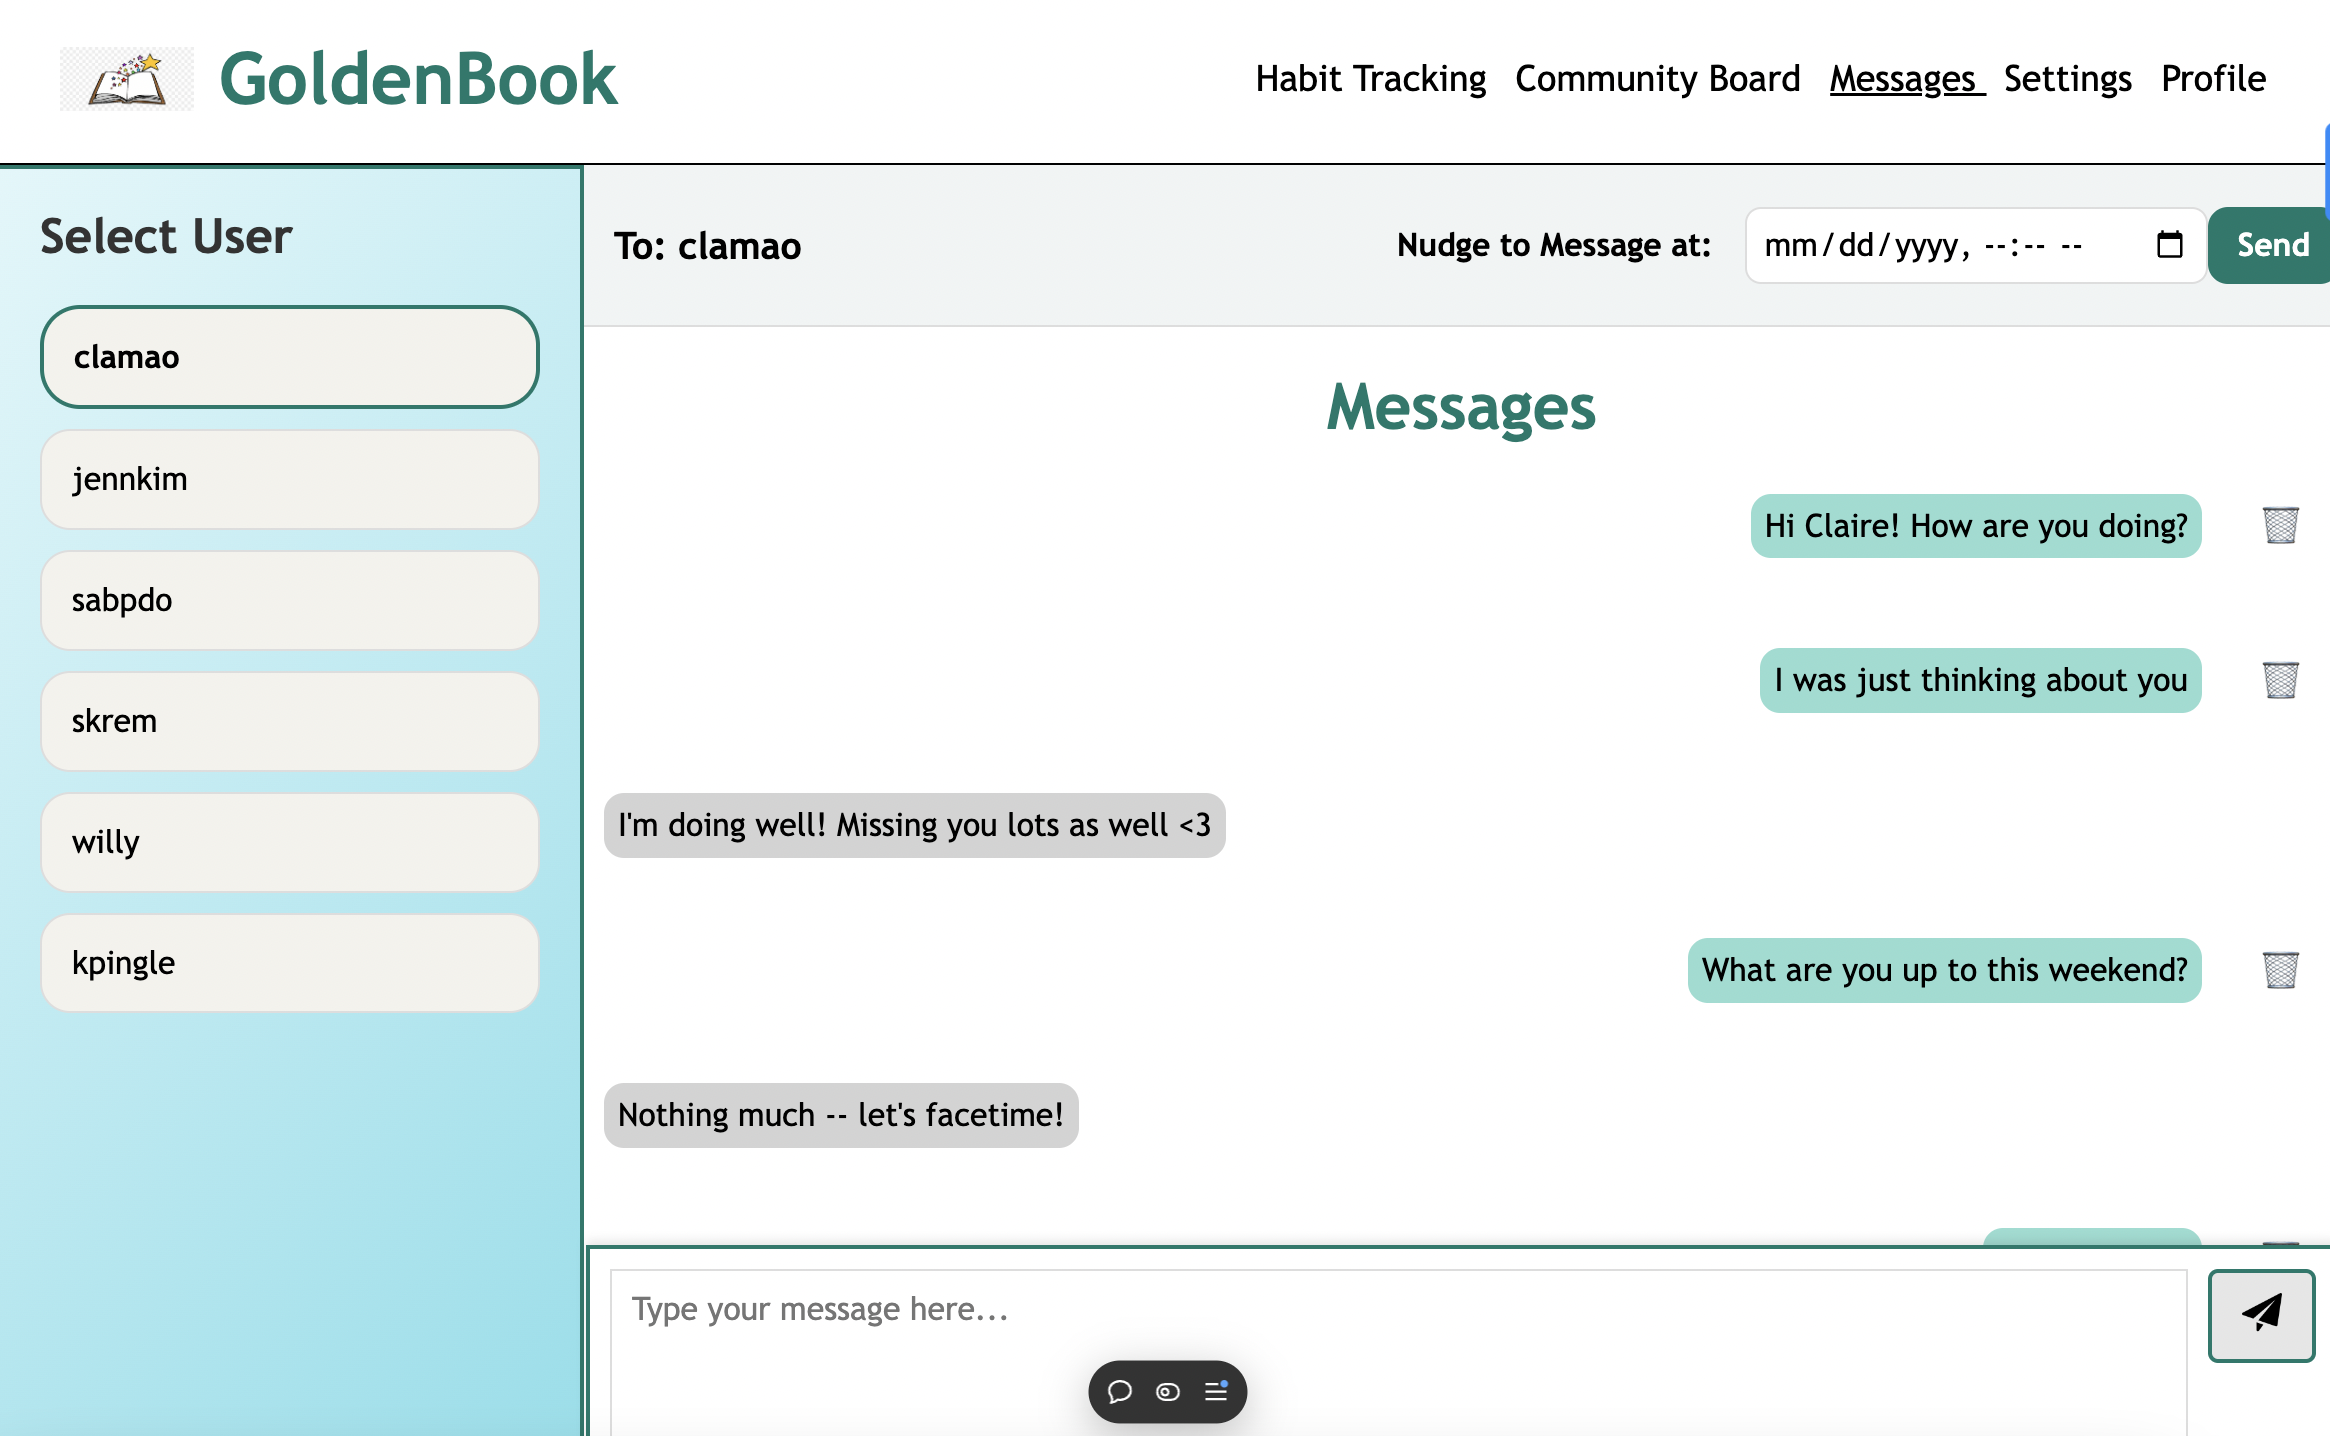 GoldenBook
Habit Tracking Community Board Messages Settings Profile
Select User
clamao
jennkim
sabpdo
skrem
willy
kpingle
To: clamao
Nudge to Message at: mm/dd/yyyy, --:-- -- Send
Messages
Hi Claire! How are you doing?
I was just thinking about you
I'm doing well! Missing you lots as well <3
What are you up to this weekend?
Nothing much -- let's facetime!
Type your message here...